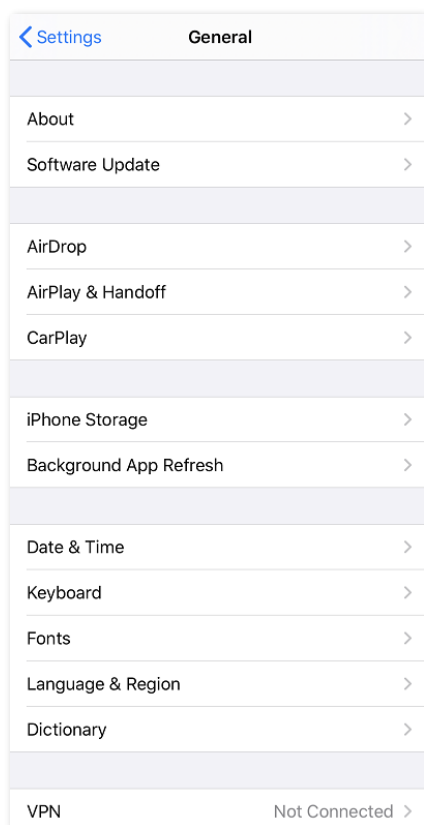 Settings General
About
Software Update
AirDrop
AirPlay & Handoff
CarPlay
iPhone Storage
Background App Refresh
Date & Time
Keyboard
Fonts
Language & Region
Dictionary
VPN Not Connected